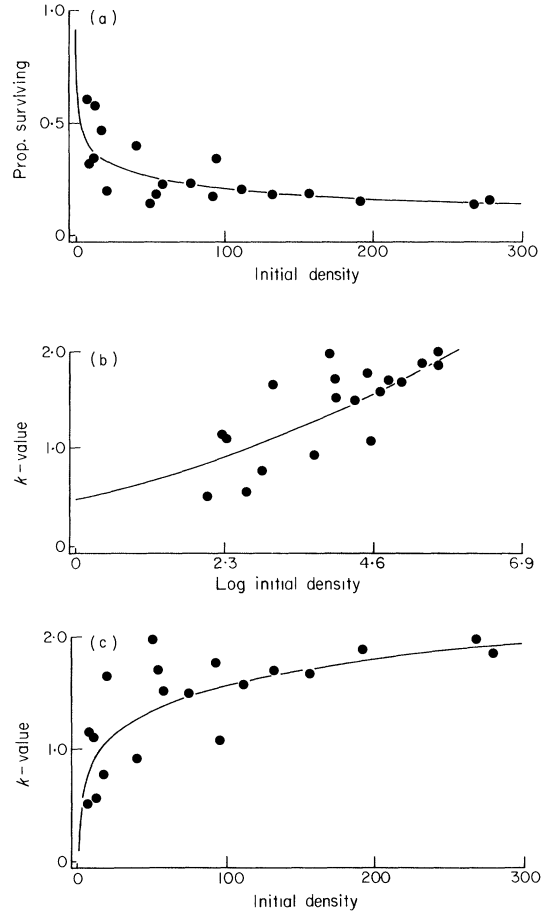 1·0
(a)
Prop. surviving
0·5
0
0
100
200
300
Initial density
2·0
(b)
k-value
1·0
0
0
2·3
4·6
6·9
Log initial density
2·0
(c)
k-value
1·0
0
0
100
200
300
Initial density